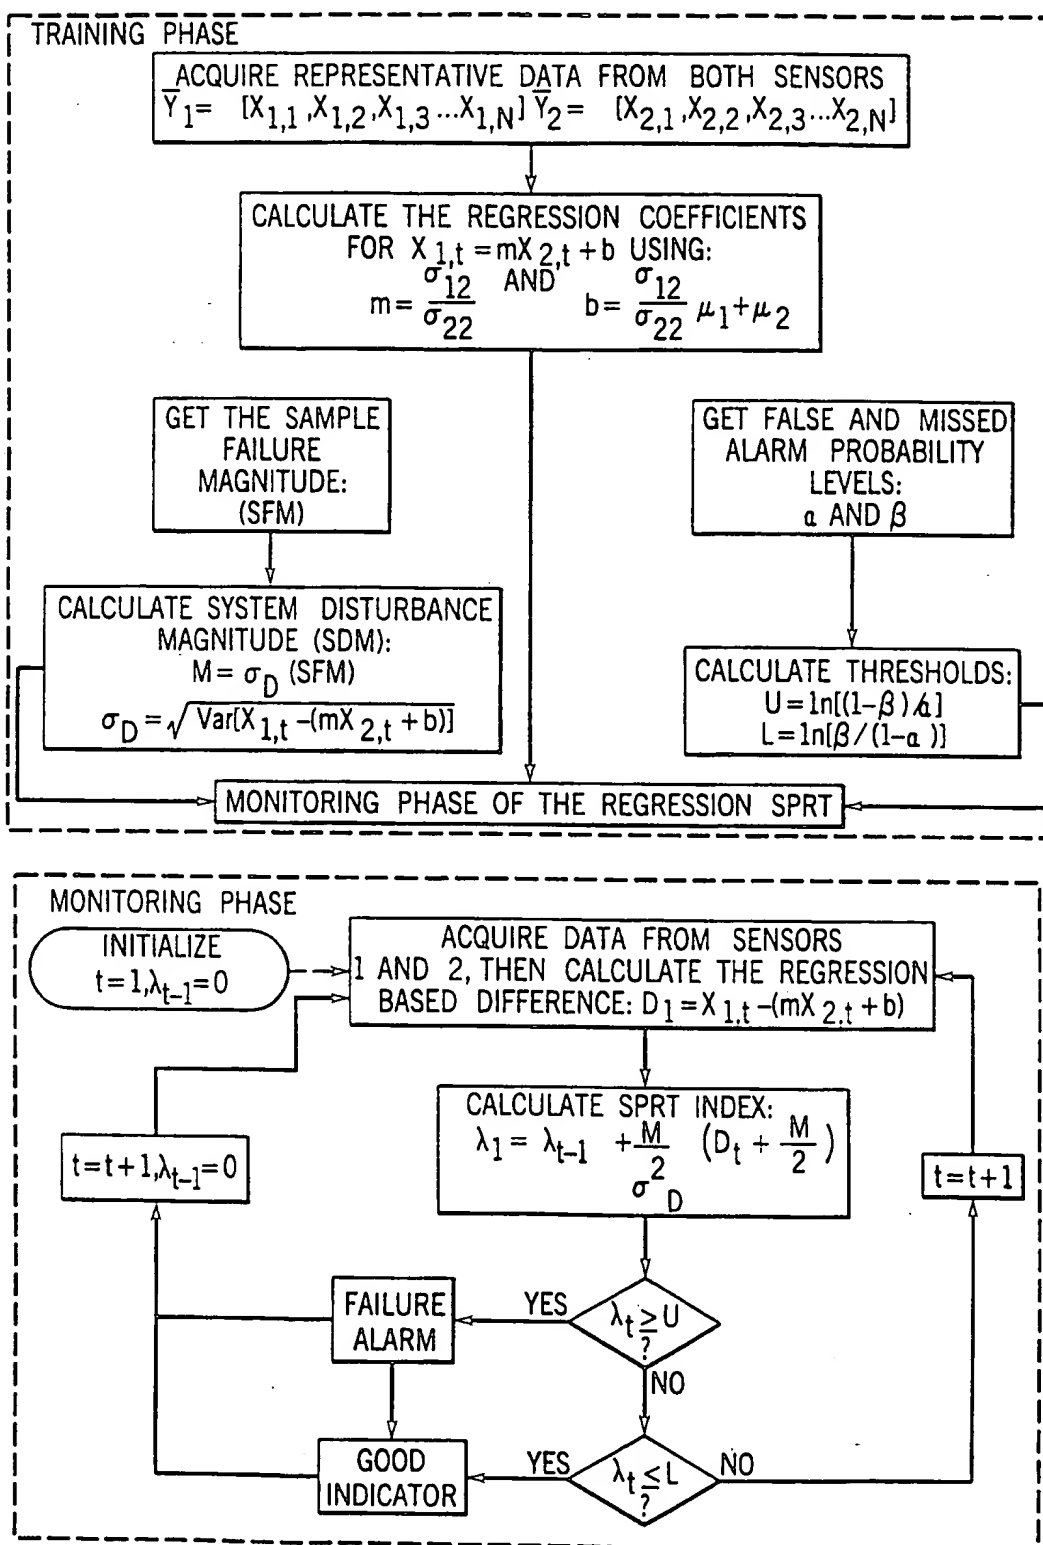 TRAINING PHASE
ACQUIRE REPRESENTATIVE DATA FROM BOTH SENSORS
Y̅₁= [X₁,₁,X₁,₂,X₁,₃...X₁,N] Y̅₂= [X₂,₁,X₂,₂,X₂,₃...X₂,N]
CALCULATE THE REGRESSION COEFFICIENTS
FOR X₁,t=mX₂,t+b USING:
m= σ₁₂/σ₂₂ AND b= σ₁₂/σ₂₂ μ₁+μ₂
GET THE SAMPLE
FAILURE
MAGNITUDE:
(SFM)
GET FALSE AND MISSED
ALARM PROBABILITY
LEVELS:
α AND β
CALCULATE SYSTEM DISTURBANCE
MAGNITUDE (SDM):
M= σD (SFM)
σD=√Var[X₁,t-(mX₂,t+b)]
CALCULATE THRESHOLDS:
U=ln[(1-β)/α]
L=ln[β/(1-α)]
MONITORING PHASE OF THE REGRESSION SPRT
MONITORING PHASE
INITIALIZE
t=1,λt-1=0
ACQUIRE DATA FROM SENSORS
1 AND 2, THEN CALCULATE THE REGRESSION
BASED DIFFERENCE: D₁=X₁,t-(mX₂,t+b)
CALCULATE SPRT INDEX:
λ₁= λt-1 + M/σ²D (Dt + M/2)
t=t+1,λt-1=0
t=t+1
FAILURE
ALARM
YES
λt≥U
?
NO
GOOD
INDICATOR
YES
λt≤L
?
NO